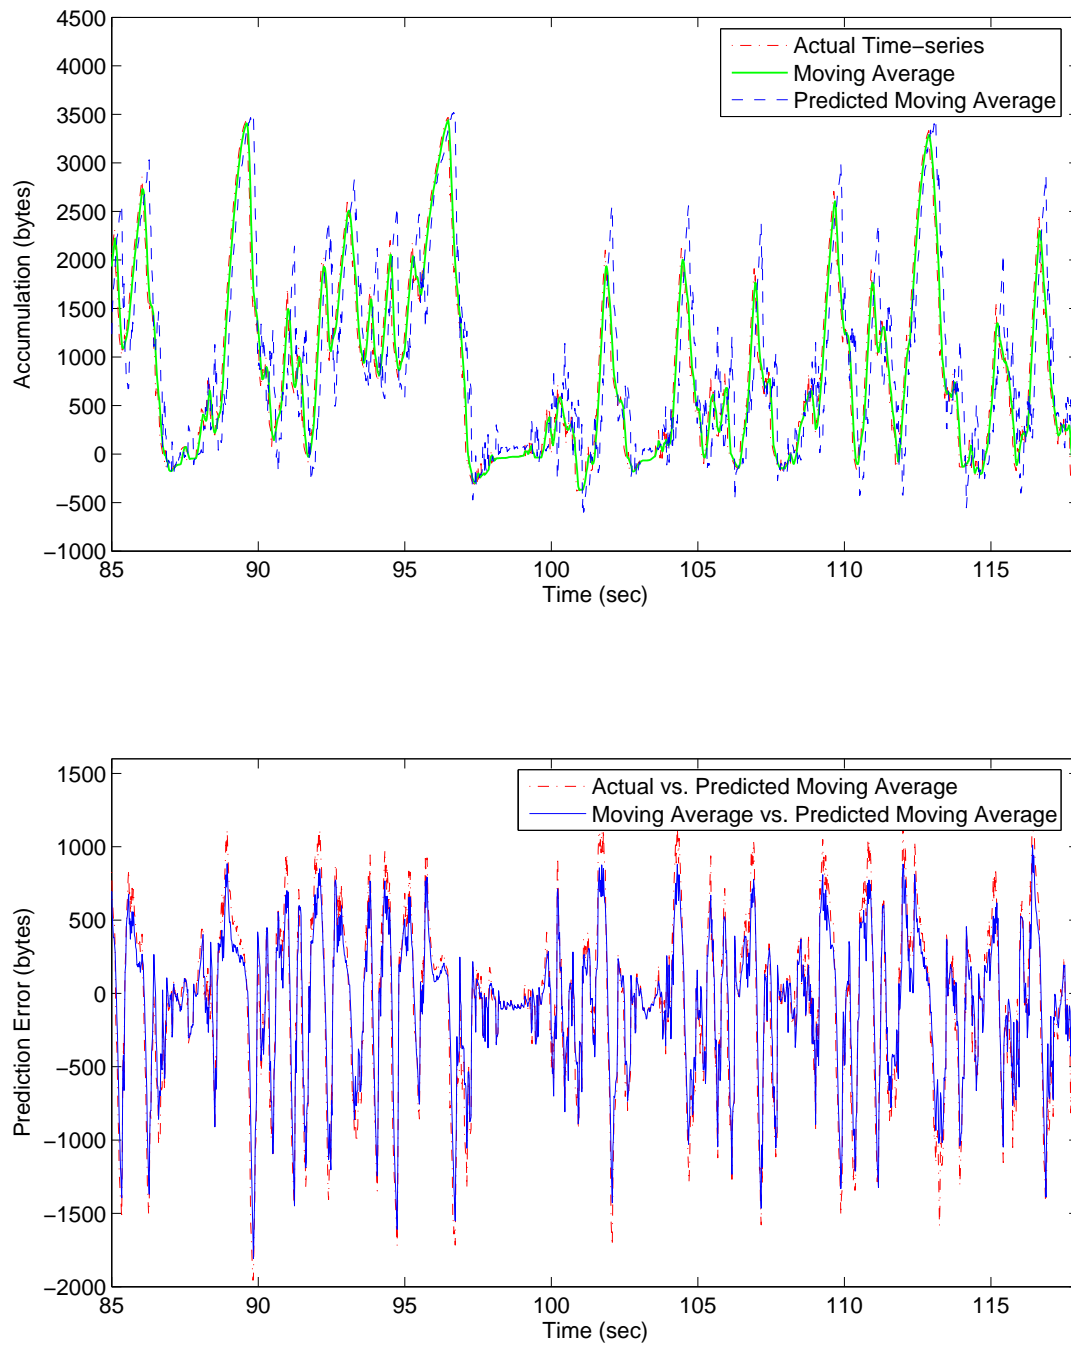 4500
4000
3500
3000
2500
2000
1500
1000
500
0
−500
−1000
Accumulation (bytes)
Actual Time−series
Moving Average
Predicted Moving Average
85 90 95 100 105 110 115
Time (sec)
1500
1000
500
0
−500
−1000
−1500
−2000
Prediction Error (bytes)
Actual vs. Predicted Moving Average
Moving Average vs. Predicted Moving Average
85 90 95 100 105 110 115
Time (sec)